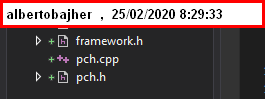 albertobajher , 25/02/2020 8:29:33
framework.h
pch.cpp
pch.h